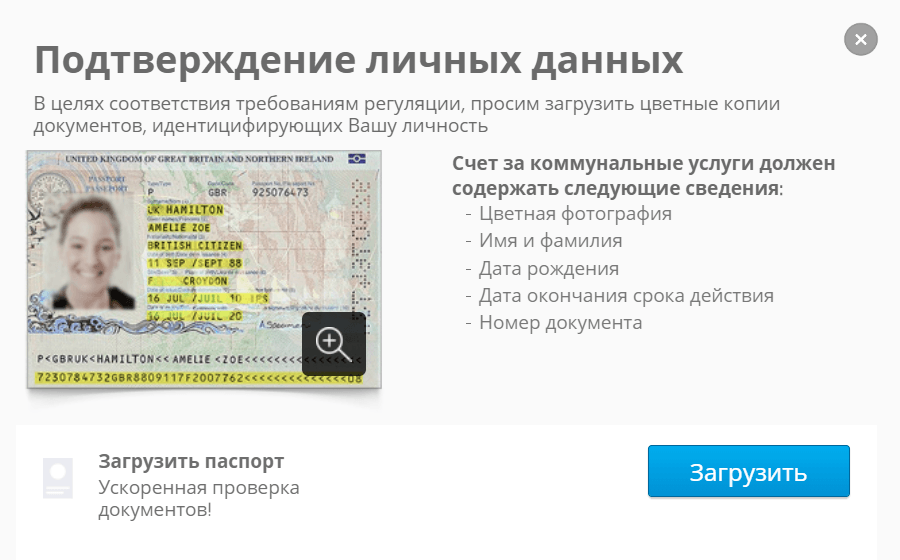 Подтверждение личных данных
В целях соответствия требованиям регуляции, просим загрузить цветные копии
документов, идентицифирующих Вашу личность
UNITED KINGDOM OF GREAT BRITAIN AND NORTHERN IRELAND
PASSPORT
PASSEPORT
P GBR 925076473
UK HAMILTON
AMELIE ZOE
BRITISH CITIZEN
11 SEP /SEPT 88
F CROYDON
16 JUL /JUIL 10 IPS
16 JUL /JUIL 20
P<GBRUK<HAMILTON<< AMELIE <ZOE<<<<<<<<<
7230784732GBR8809117F2007762<<<<<<<<<<<<<<08
Счет за коммунальные услуги должен
содержать следующие сведения:
- Цветная фотография
- Имя и фамилия
- Дата рождения
- Дата окончания срока действия
- Номер документа
Загрузить паспорт
Ускоренная проверка
документов!
Загрузить